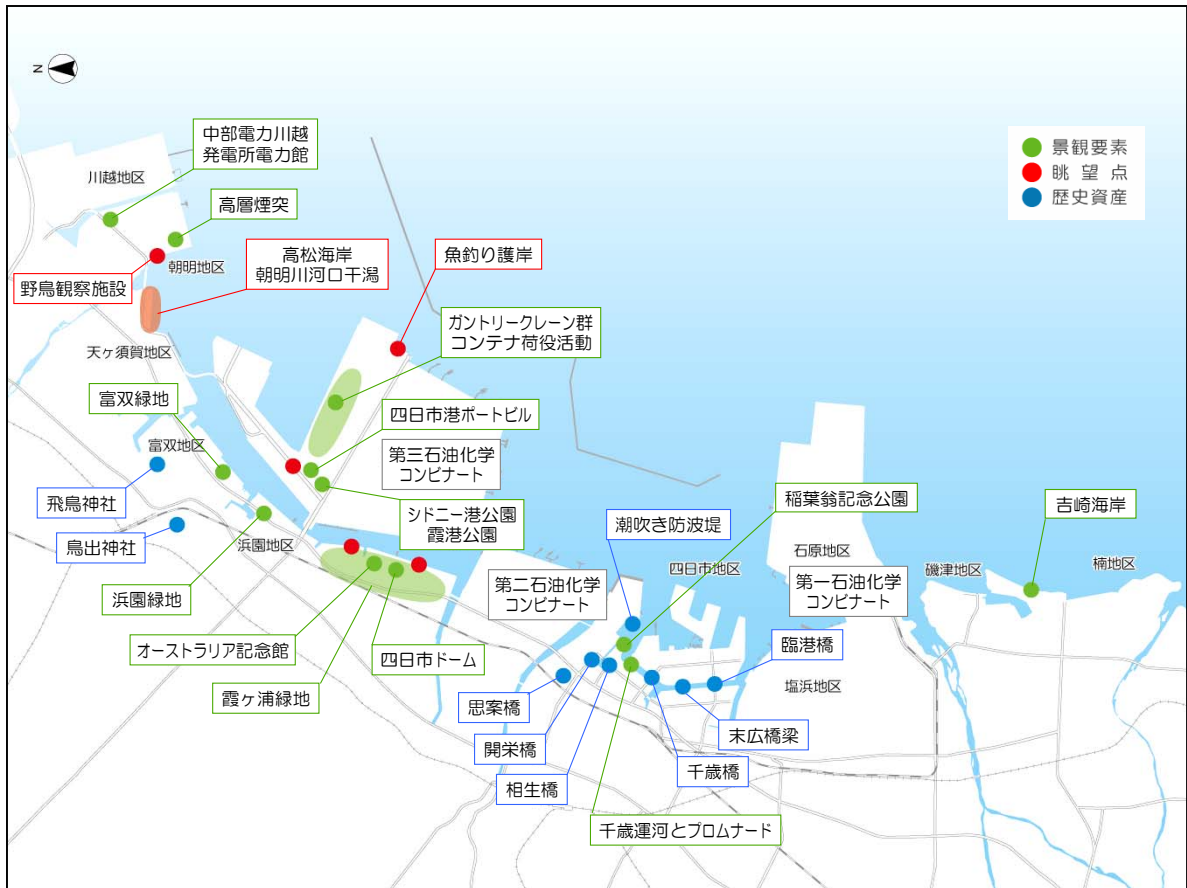 N
中部電力川越
発電所電力館
川越地区
高層煙突
景観要素
眺望点
歴史資産
朝明地区
野鳥観察施設
高松海岸
朝明川河口干潟
魚釣り護岸
ガントリークレーン群
コンテナ荷役活動
天ヶ須賀地区
富双緑地
四日市港ポートビル
富双地区
第三石油化学
コンビナート
飛鳥神社
シドニー港公園
霞港公園
稲葉翁記念公園
吉崎海岸
鳥出神社
浜園地区
潮吹き防波堤
石原地区
四日市地区
磯津地区
楠地区
第二石油化学
コンビナート
第一石油化学
コンビナート
浜園緑地
オーストラリア記念館
四日市ドーム
臨港橋
霞ヶ浦緑地
思案橋
塩浜地区
開栄橋
末広橋梁
相生橋
千歳橋
千歳運河とプロムナード